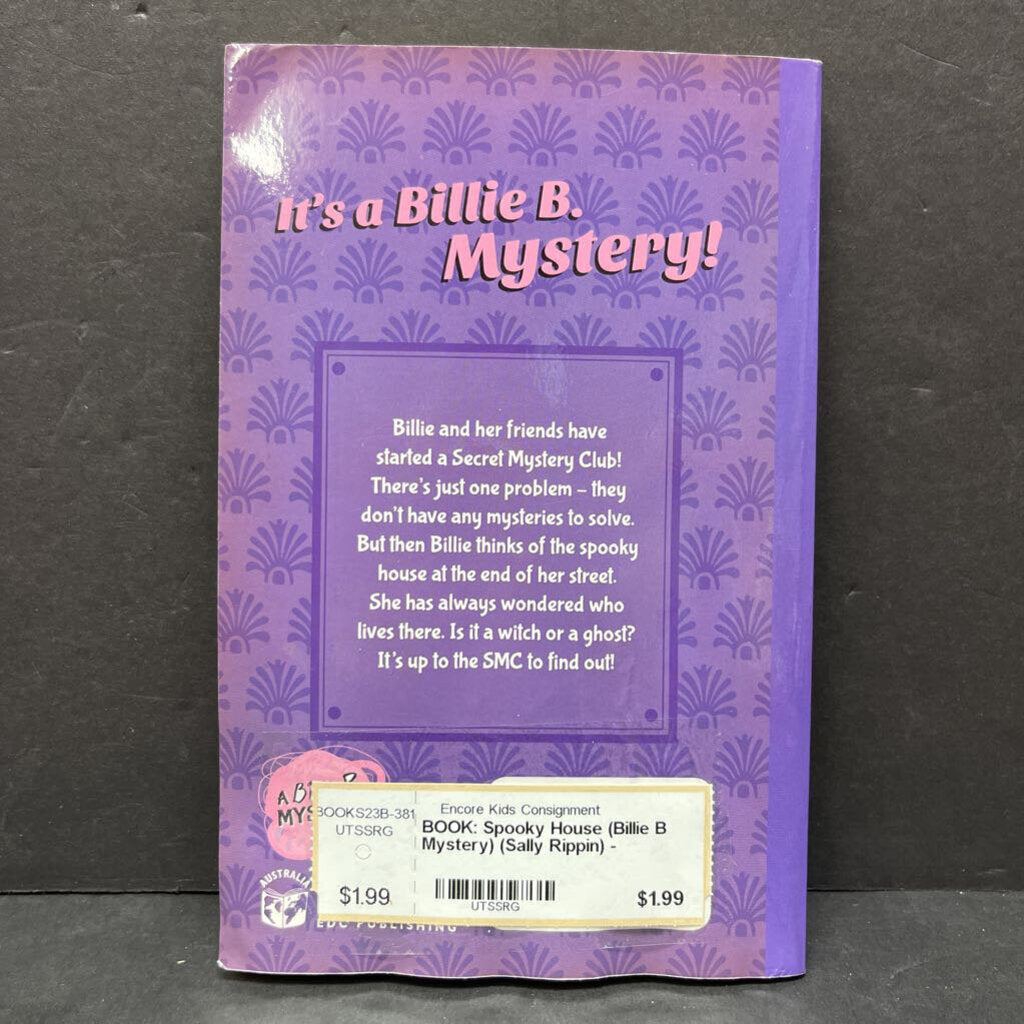 It's a Billie B.
Mystery!
Billie and her friends have
started a Secret Mystery Club!
There's just one problem – they
don't have any mysteries to solve.
But then Billie thinks of the spooky
house at the end of her street.
She has always wondered who
lives there. Is it a witch or a ghost?
It's up to the SMC to find out!
A
BOOKS23B-381
UTSSRG
$1.99
Encore Kids Consignment
BOOK: Spooky House (Billie B
Mystery) (Sally Rippin) -
UTSSRG
$1.99
AUSTRALIA
EDC PUBLISHING